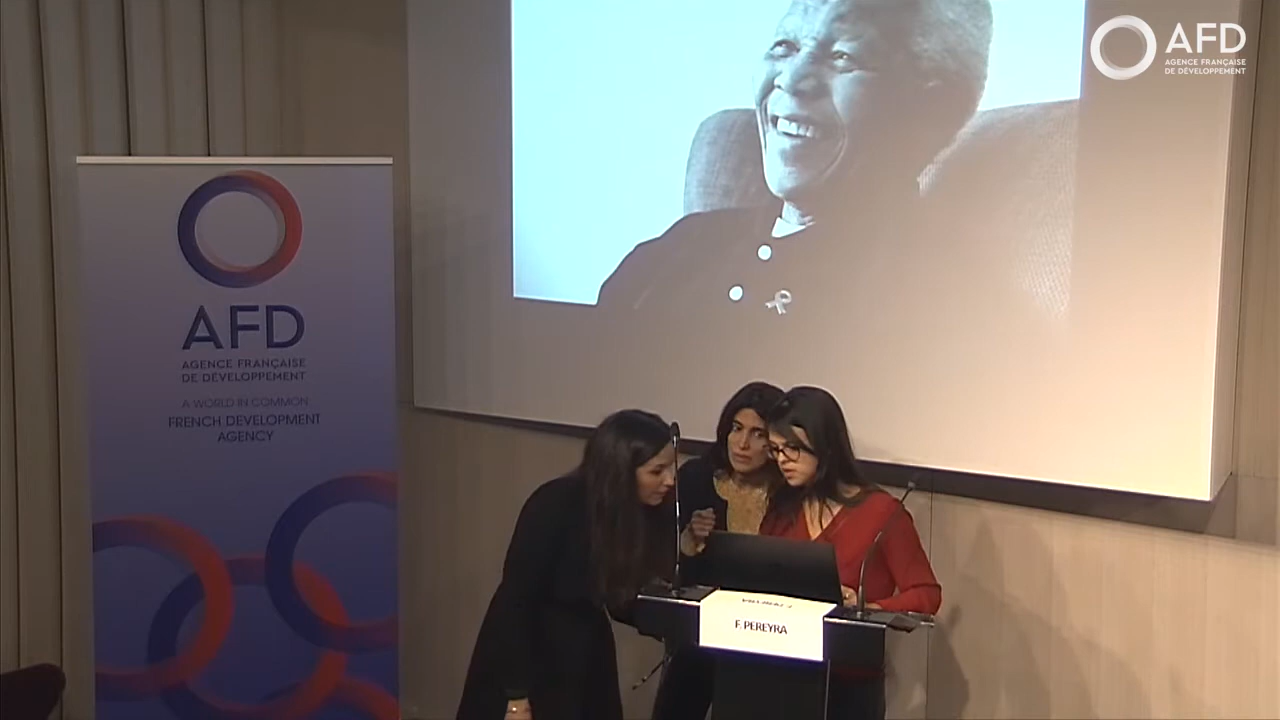 AFD
AGENCE FRANÇAISE
DE DÉVELOPPEMENT
AFD
AGENCE FRANÇAISE
DE DÉVELOPPEMENT
A WORLD IN COMMON
FRENCH DEVELOPMENT
AGENCY
F. PEREYRA